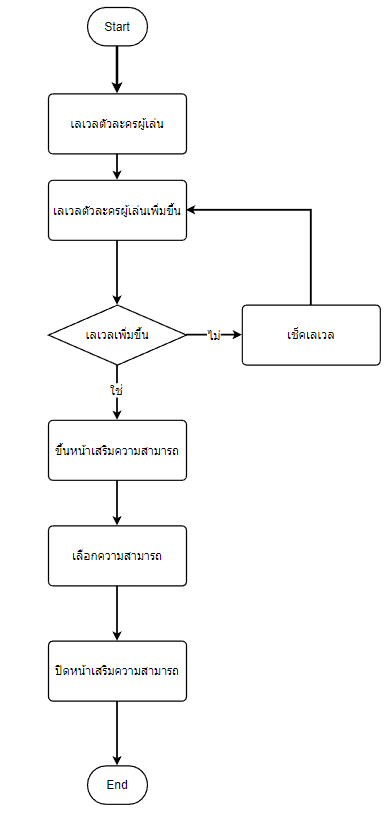 Start
เลเวลตัวละครผู้เล่น
เลเวลตัวละครผู้เล่นเพิ่มขึ้น
เลเวลเพิ่มขึ้น
ไม่
เช็คเลเวล
ใช่
ขึ้นหน้าเสริมความสามารถ
เลือกความสามารถ
ปิดหน้าเสริมความสามารถ
End